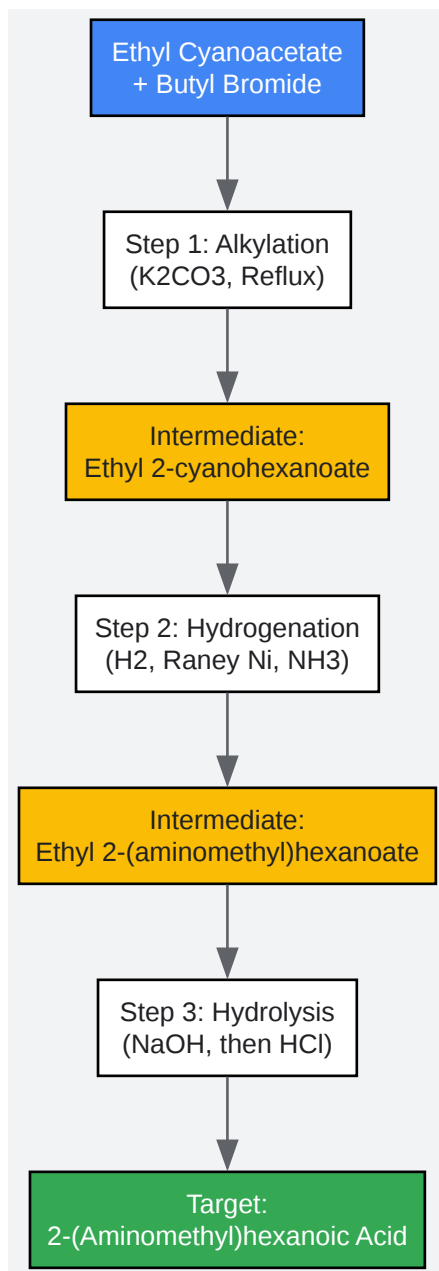 Ethyl Cyanoacetate
+ Butyl Bromide
Step 1: Alkylation
(K2CO3, Reflux)
Intermediate:
Ethyl 2-cyanohexanoate
Step 2: Hydrogenation
(H2, Raney Ni, NH3)
Intermediate:
Ethyl 2-(aminomethyl)hexanoate
Step 3: Hydrolysis
(NaOH, then HCl)
Target:
2-(Aminomethyl)hexanoic Acid